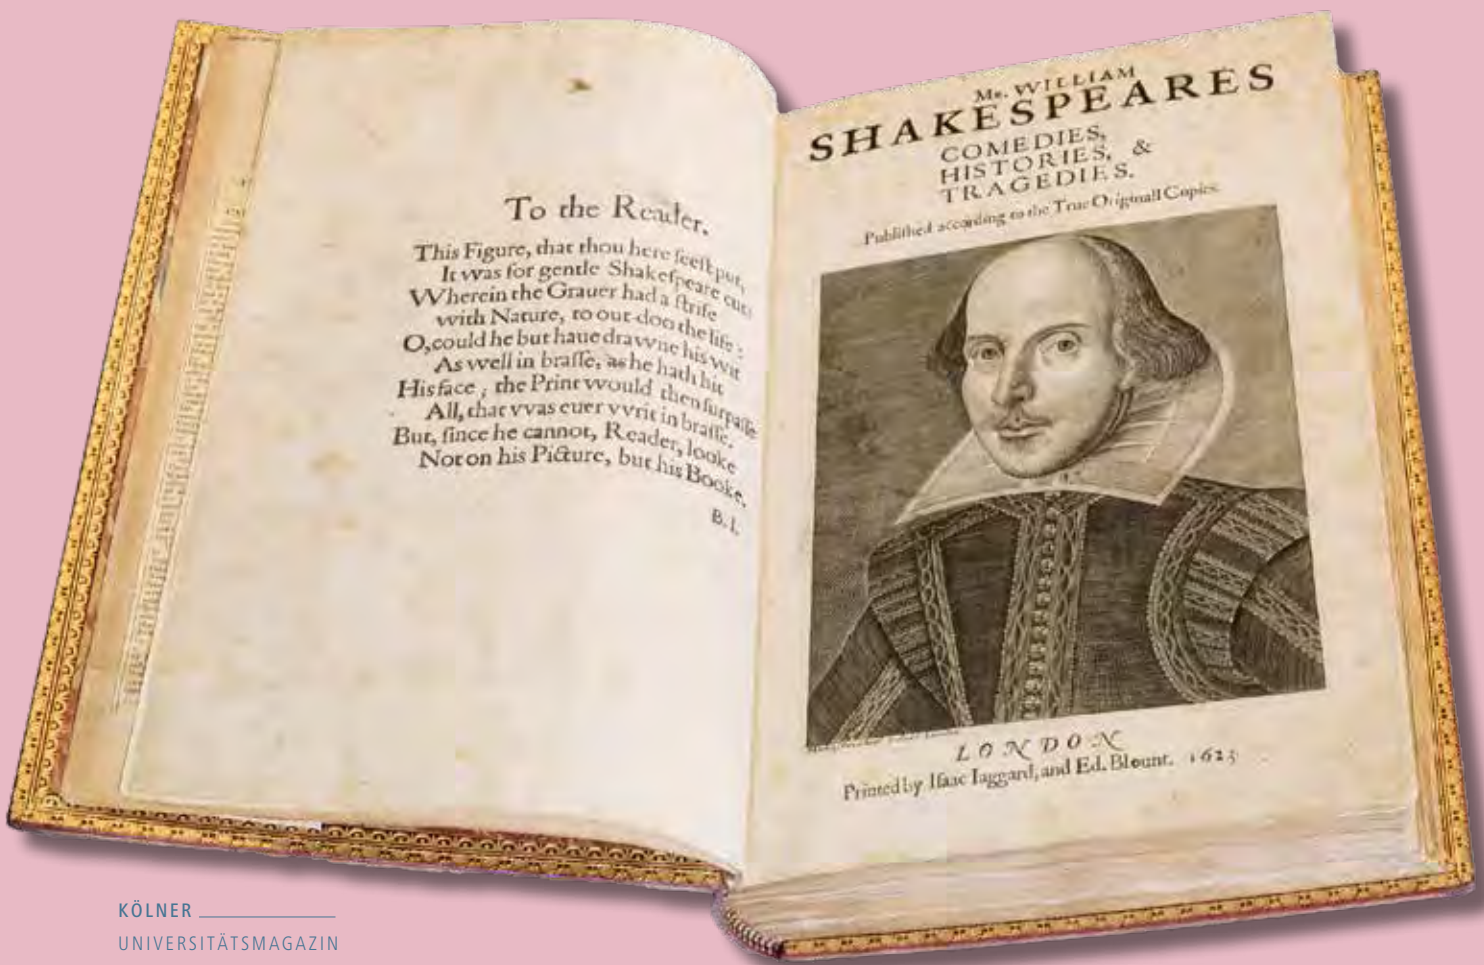 To the Reader.
This Figure, that thou here seeſt put,
It was for gentle Shakeſpeare cut;
Wherein the Grauer had a ſtrife
with Nature, to out-doo the life :
O, could he but haue drawne his wit
As well in braſſe, as he hath hit
His face ; the Print would then ſurpaſſe
All, that vvas euer vvrit in braſſe.
But, ſince he cannot, Reader, looke
Not on his Picture, but his Booke.
B. I.
Mr. WILLIAM
SHAKESPEARES
COMEDIES,
HISTORIES, &
TRAGEDIES.
Publiſhed according to the True Originall Copies.
LONDON
Printed by Iſaac Iaggard, and Ed. Blount. 1623
KÖLNER
UNIVERSITÄTSMAGAZIN